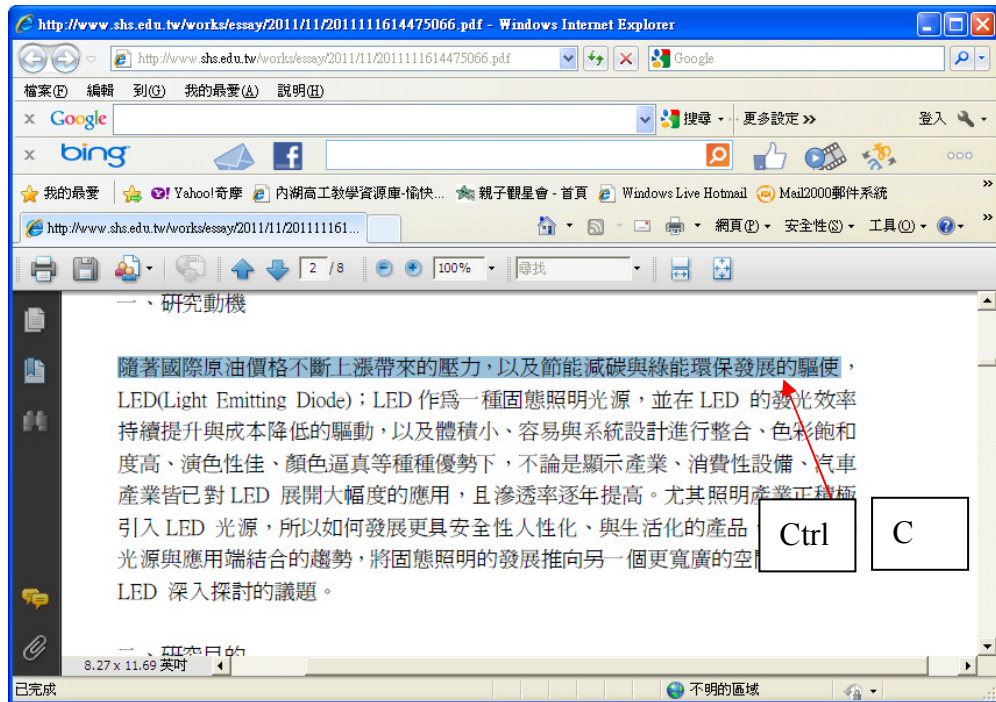 http://www.shs.edu.tw/works/essay/2011/11/2011111614475066.pdf - Windows Internet Explorer
http://www.shs.edu.tw/works/essay/2011/11/2011111614475066.pdf
Google
檔案(F) 編輯 到(G) 我的最愛(A) 說明(H)
x Google 搜尋 更多設定 » 登入
x bing
我的最愛 Yahoo!奇摩 內湖高工教學資源庫-愉快... 親子觀星會 - 首頁 Windows Live Hotmail Mail2000郵件系統 »
http://www.shs.edu.tw/works/essay/2011/11/201111161... 網頁(P) 安全性(S) 工具(O) »
2 / 8 100% 尋找
一、研究動機
隨著國際原油價格不斷上漲帶來的壓力，以及節能減碳與綠能環保發展的驅使，
LED(Light Emitting Diode)；LED 作為一種固態照明光源，並在 LED 的發光效率
持續提升與成本降低的驅動，以及體積小、容易與系統設計進行整合、色彩飽和
度高、演色性佳、顏色逼真等種種優勢下，不論是顯示產業、消費性設備、汽車
產業皆已對 LED 展開大幅度的應用，且滲透率逐年提高。尤其照明產業正積極
引入 LED 光源，所以如何發展更具安全性人性化、與生活化的產品
光源與應用端結合的趨勢，將固態照明的發展推向另一個更寬廣的空
LED 深入探討的議題。
Ctrl C
二、研究目的
8.27 x 11.69 英吋
已完成 不明的區域